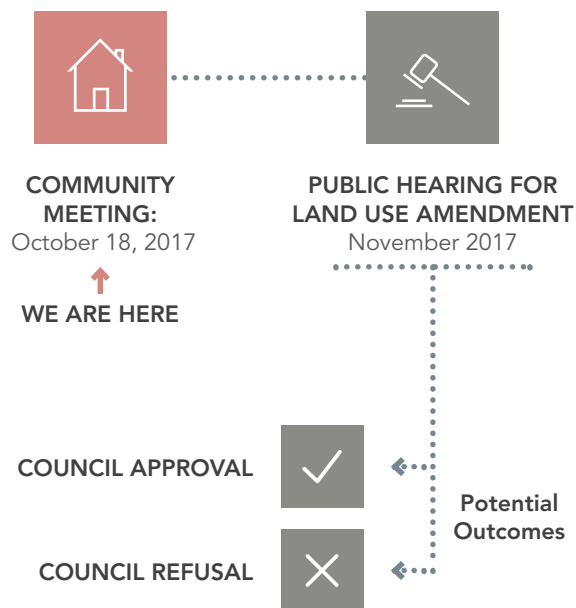 COMMUNITY
MEETING:
October 18, 2017
WE ARE HERE
PUBLIC HEARING FOR
LAND USE AMENDMENT
November 2017
COUNCIL APPROVAL
Potential
Outcomes
COUNCIL REFUSAL